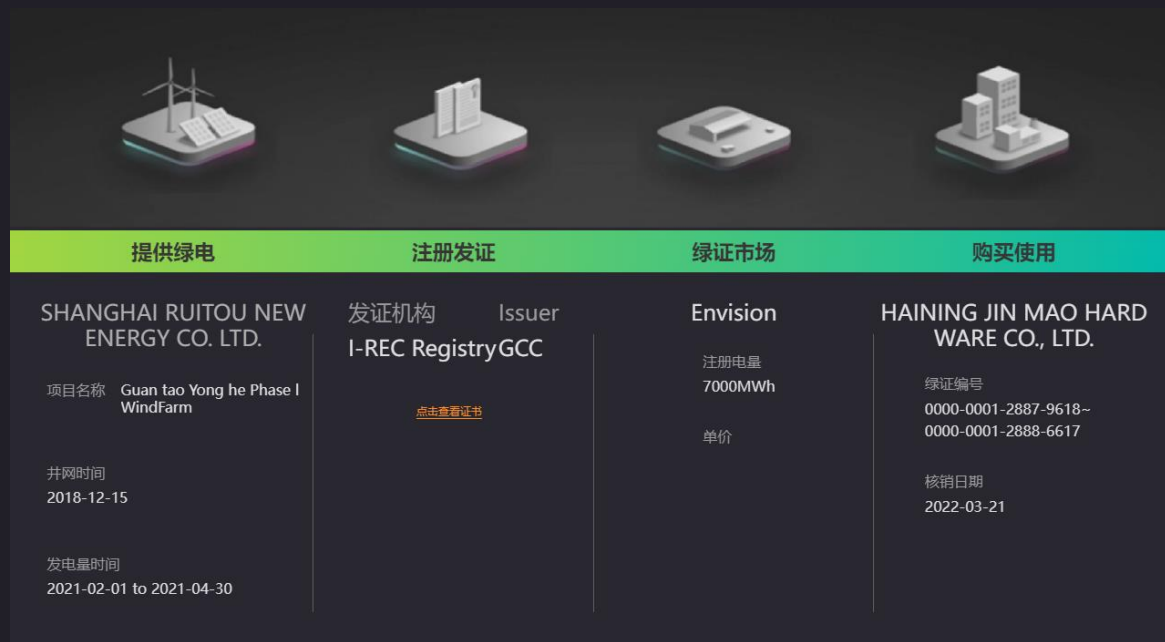 提供绿电
注册发证
绿证市场
购买使用
SHANGHAI RUITOU NEW
ENERGY CO. LTD.
项目名称 Guan tao Yong he Phase l
WindFarm
井网时间
2018-12-15
发电量时间
2021-02-01 to 2021-04-30
发证机构 Issuer
I-REC Registry GCC
点击查看证书
Envision
注册电量
7000MWh
单价
HAINING JIN MAO HARD
WARE CO., LTD.
绿证编号
0000-0001-2887-9618~
0000-0001-2888-6617
核销日期
2022-03-21